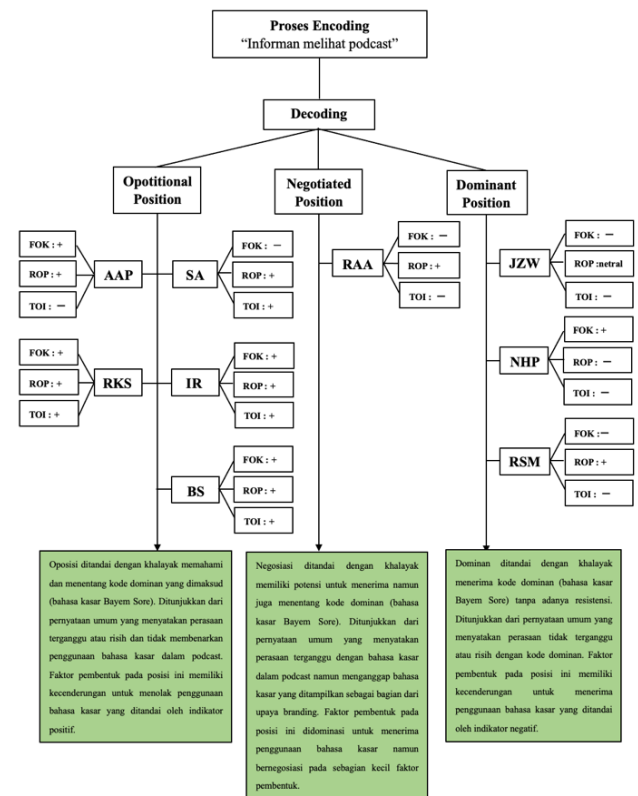 Proses Encoding
“Informan melihat podcast”
Decoding
Opotitional
Position
Negotiated
Position
Dominant
Position
FOK : +
ROP : +
TOI : −
AAP
SA
FOK : −
ROP : +
TOI : +
RAA
FOK : −
ROP : +
TOI : −
JZW
FOK : −
ROP :netral
TOI : −
FOK : +
ROP : +
TOI : +
RKS
IR
FOK : +
ROP : +
TOI : +
NHP
FOK : +
ROP : −
TOI : −
BS
FOK : +
ROP : +
TOI : +
RSM
FOK : −
ROP : +
TOI : −
Oposisi ditandai dengan khalayak memahami
dan menentang kode dominan yang dimaksud
(bahasa kasar Bayem Sore). Ditunjukkan dari
pernyataan umum yang menyatakan perasaan
terganggu atau risih dan tidak membenarkan
penggunaan bahasa kasar dalam podcast.
Faktor pembentuk pada posisi ini memiliki
kecenderungan untuk menolak penggunaan
bahasa kasar yang ditandai oleh indikator
positif.
Negosiasi ditandai dengan khalayak
memiliki potensi untuk menerima namun
juga menentang kode dominan (bahasa
kasar Bayem Sore). Ditunjukkan dari
pernyataan umum yang menyatakan
perasaan terganggu dengan bahasa kasar
dalam podcast namun menganggap bahasa
kasar yang ditampilkan sebagai bagian dari
upaya branding. Faktor pembentuk pada
posisi ini didominasi untuk menerima
penggunaan bahasa kasar namun
bernegosiasi pada sebagian kecil faktor
pembentuk.
Dominan ditandai dengan khalayak
menerima kode dominan (bahasa kasar
Bayem Sore) tanpa adanya resistensi.
Ditunjukkan dari pernyataan umum yang
menyatakan perasaan tidak terganggu
atau risih dengan kode dominan. Faktor
pembentuk pada posisi ini memiliki
kecenderungan untuk menerima
penggunaan bahasa kasar yang ditandai
oleh indikator negatif.